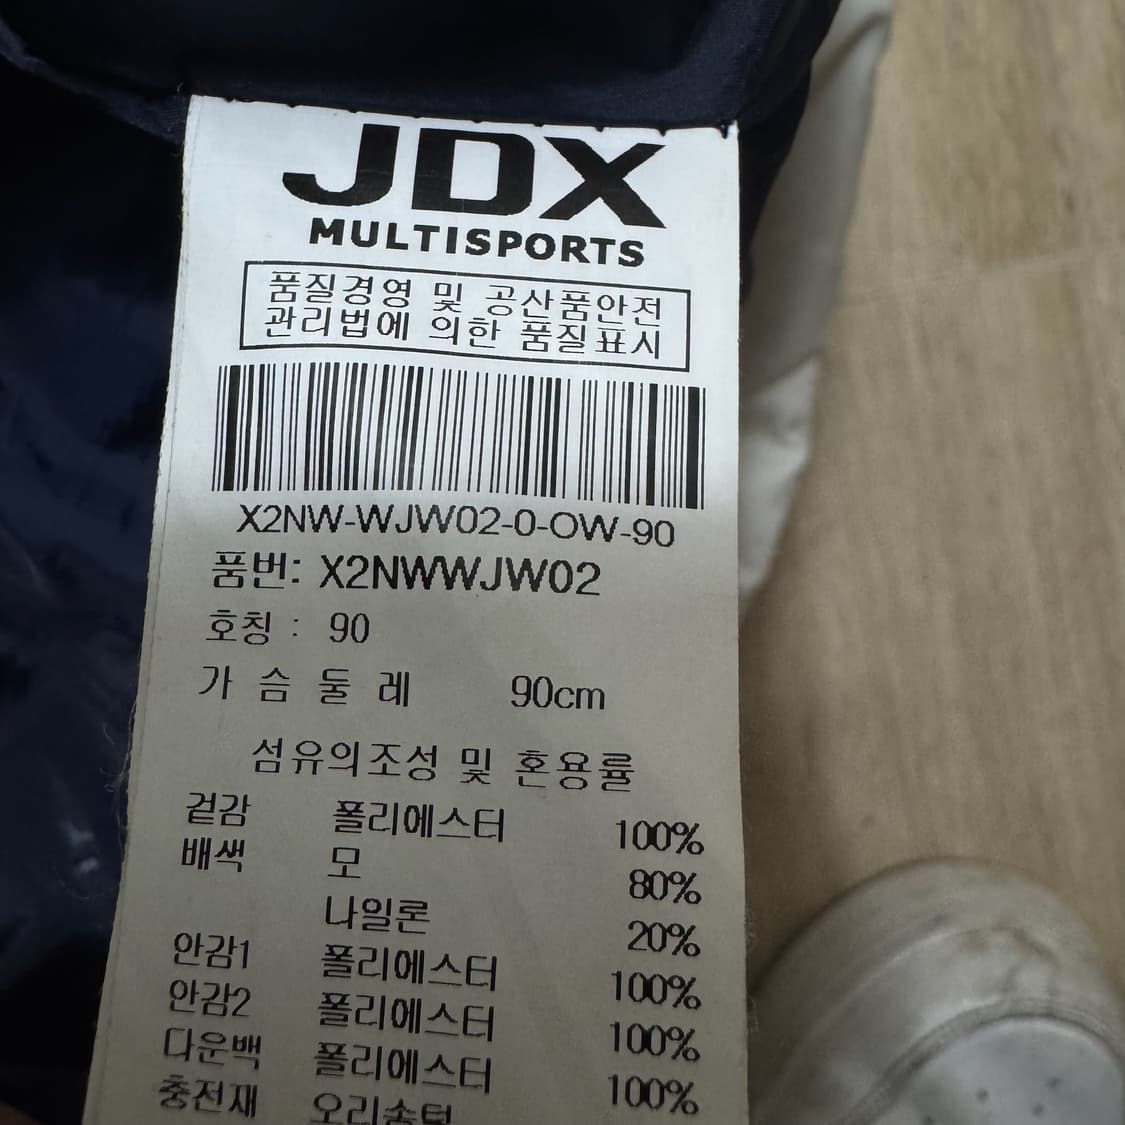 JDX
MULTISPORTS
품질경영 및 공산품안전
관리법에 의한 품질표시
X2NW-WJW02-0-OW-90
품번: X2NWWJW02
호칭 : 90
가 슴 둘 레 90cm
섬유의조성 및 혼용률
겉감 폴리에스터 100%
배색 모 80%
나일론 20%
안감1 폴리에스터 100%
안감2 폴리에스터 100%
다운백 폴리에스터 100%
충전재 오리솜털